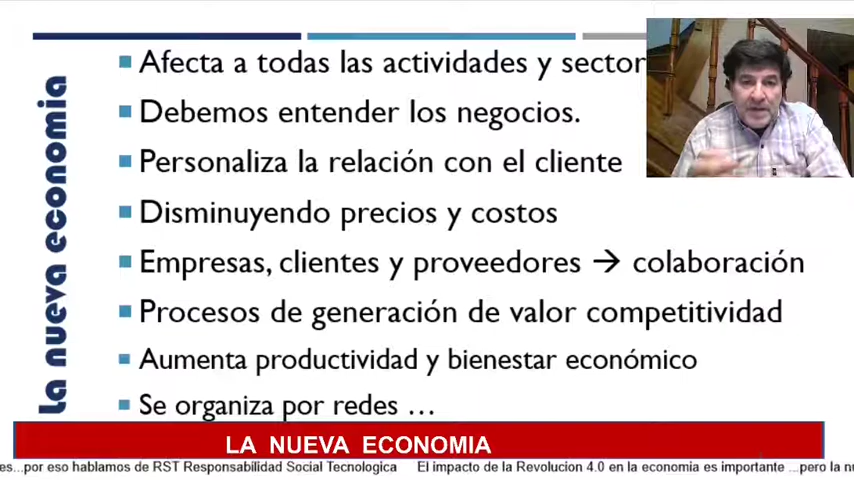 La nueva economia
Afecta a todas las actividades y sector
Debemos entender los negocios.
Personaliza la relación con el cliente
Disminuyendo precios y costos
Empresas, clientes y proveedores → colaboración
Procesos de generación de valor competitividad
Aumenta productividad y bienestar económico
Se organiza por redes ...
LA NUEVA ECONOMIA
es...por eso hablamos de RST Responsabilidad Social Tecnologica El impacto de la Revolucion 4.0 en la economia es importante ...pero la nu